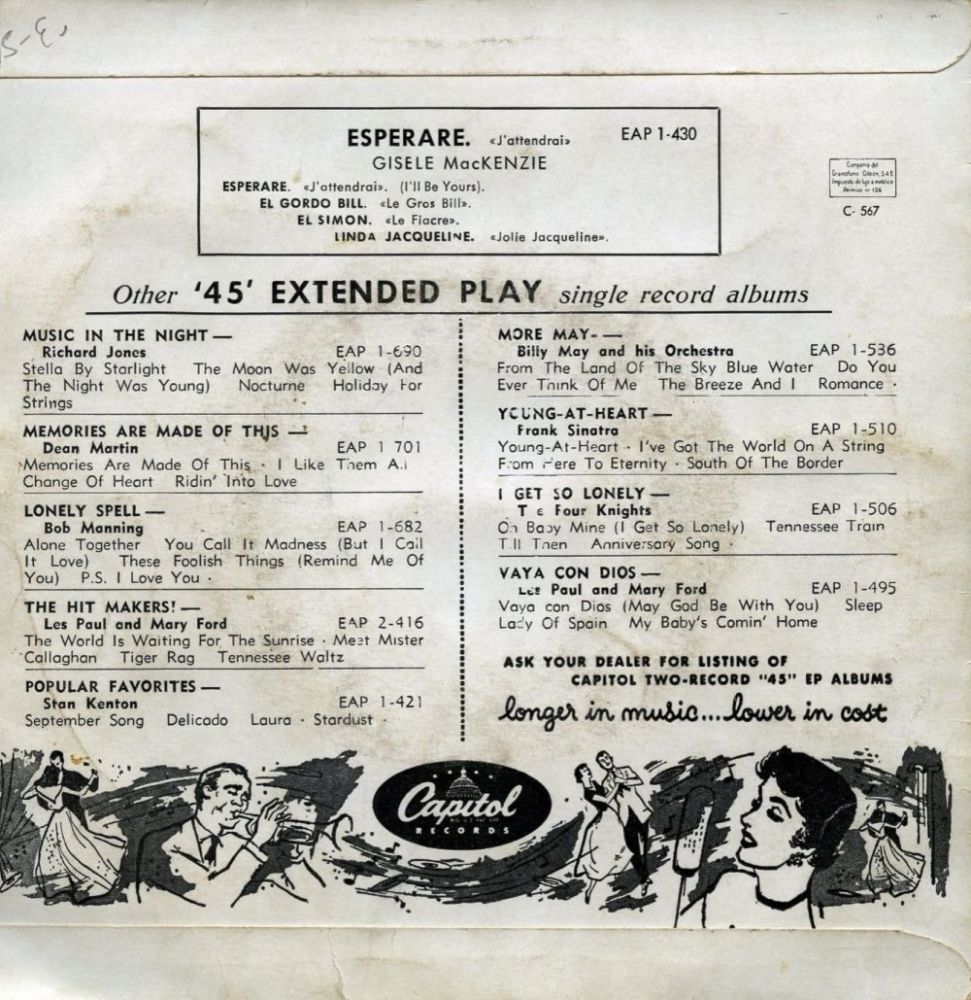 ESPERARE. «J'attendrai» EAP 1-430
GISELE MacKENZIE
ESPERARE. «J'attendrai». (I'll Be Yours).
EL GORDO BILL. «Le Gros Bill».
EL SIMON. «Le Fiacre».
LINDA JACQUELINE. «Jolie Jacqueline».
C- 567
Other '45' EXTENDED PLAY single record albums
MUSIC IN THE NIGHT —
Richard Jones EAP 1-690
Stella By Starlight The Moon Was Yellow (And
The Night Was Young) Nocturne Holiday For
Strings
MEMORIES ARE MADE OF THIS —
Dean Martin EAP 1 701
Memories Are Made Of This · I Like Them
Change Of Heart Ridin' Into Love
LONELY SPELL —
Bob Manning EAP 1-682
Alone Together You Call It Madness (But I Call
It Love) These Foolish Things (Remind Me Of
You) P.S. I Love You ·
THE HIT MAKERS! —
Les Paul and Mary Ford EAP 2-416
The World Is Waiting For The Sunrise · Meet Mister
Callaghan Tiger Rag Tennessee Waltz
POPULAR FAVORITES —
Stan Kenton EAP 1-421
September Song Delicado Laura · Stardust ·
MORE MAY- —
Billy May and his Orchestra EAP 1-536
From The Land Of The Sky Blue Water Do You
Ever Think Of Me The Breeze And I Romance ·
YOUNG-AT-HEART —
Frank Sinatra EAP 1-510
Young-At-Heart · I've Got The World On A String
From Here To Eternity · South Of The Border
I GET SO LONELY —
The Four Knights EAP 1-506
Oh Baby Mine (I Get So Lonely) Tennessee Train
Till Then Anniversary Song ·
VAYA CON DIOS —
Les Paul and Mary Ford EAP 1-495
Vaya con Dios (May God Be With You) Sleep
Lady Of Spain My Baby's Comin' Home
ASK YOUR DEALER FOR LISTING OF
CAPITOL TWO-RECORD "45" EP ALBUMS
longer in music...lower in cost
Capitol
RECORDS